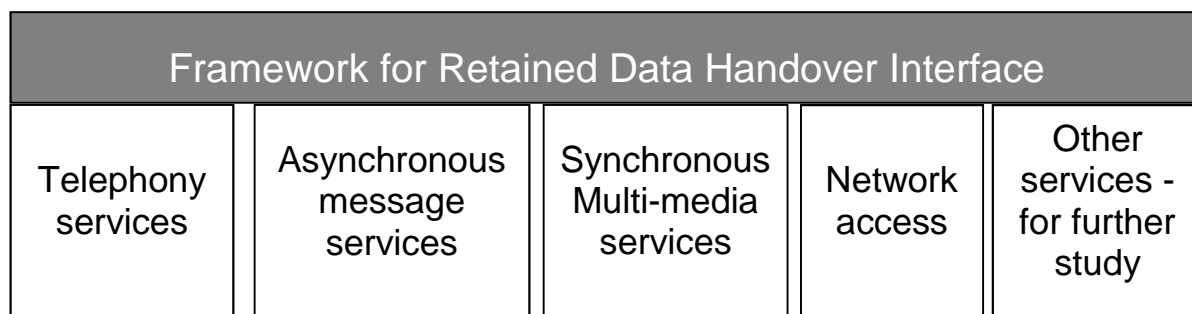 Framework for Retained Data Handover Interface
Telephony
services
Asynchronous
message
services
Synchronous
Multi-media
services
Network
access
Other
services -
for further
study